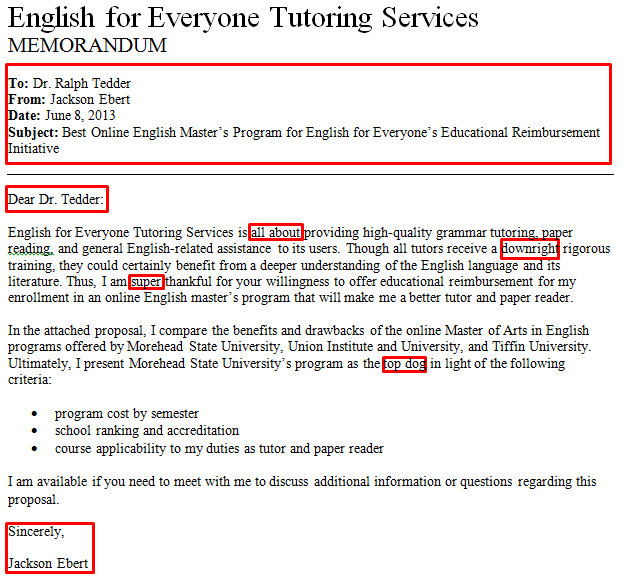 English for Everyone Tutoring Services
MEMORANDUM
To: Dr. Ralph Tedder
From: Jackson Ebert
Date: June 8, 2013
Subject: Best Online English Master's Program for English for Everyone's Educational Reimbursement
Initiative
Dear Dr. Tedder:
English for Everyone Tutoring Services is all about providing high-quality grammar tutoring, paper
reading, and general English-related assistance to its users. Though all tutors receive a downright rigorous
training, they could certainly benefit from a deeper understanding of the English language and its
literature. Thus, I am super thankful for your willingness to offer educational reimbursement for my
enrollment in an online English master's program that will make me a better tutor and paper reader.
In the attached proposal, I compare the benefits and drawbacks of the online Master of Arts in English
programs offered by Morehead State University, Union Institute and University, and Tiffin University.
Ultimately, I present Morehead State University's program as the top dog in light of the following
criteria:
• program cost by semester
• school ranking and accreditation
• course applicability to my duties as tutor and paper reader
I am available if you need to meet with me to discuss additional information or questions regarding this
proposal.
Sincerely,
Jackson Ebert